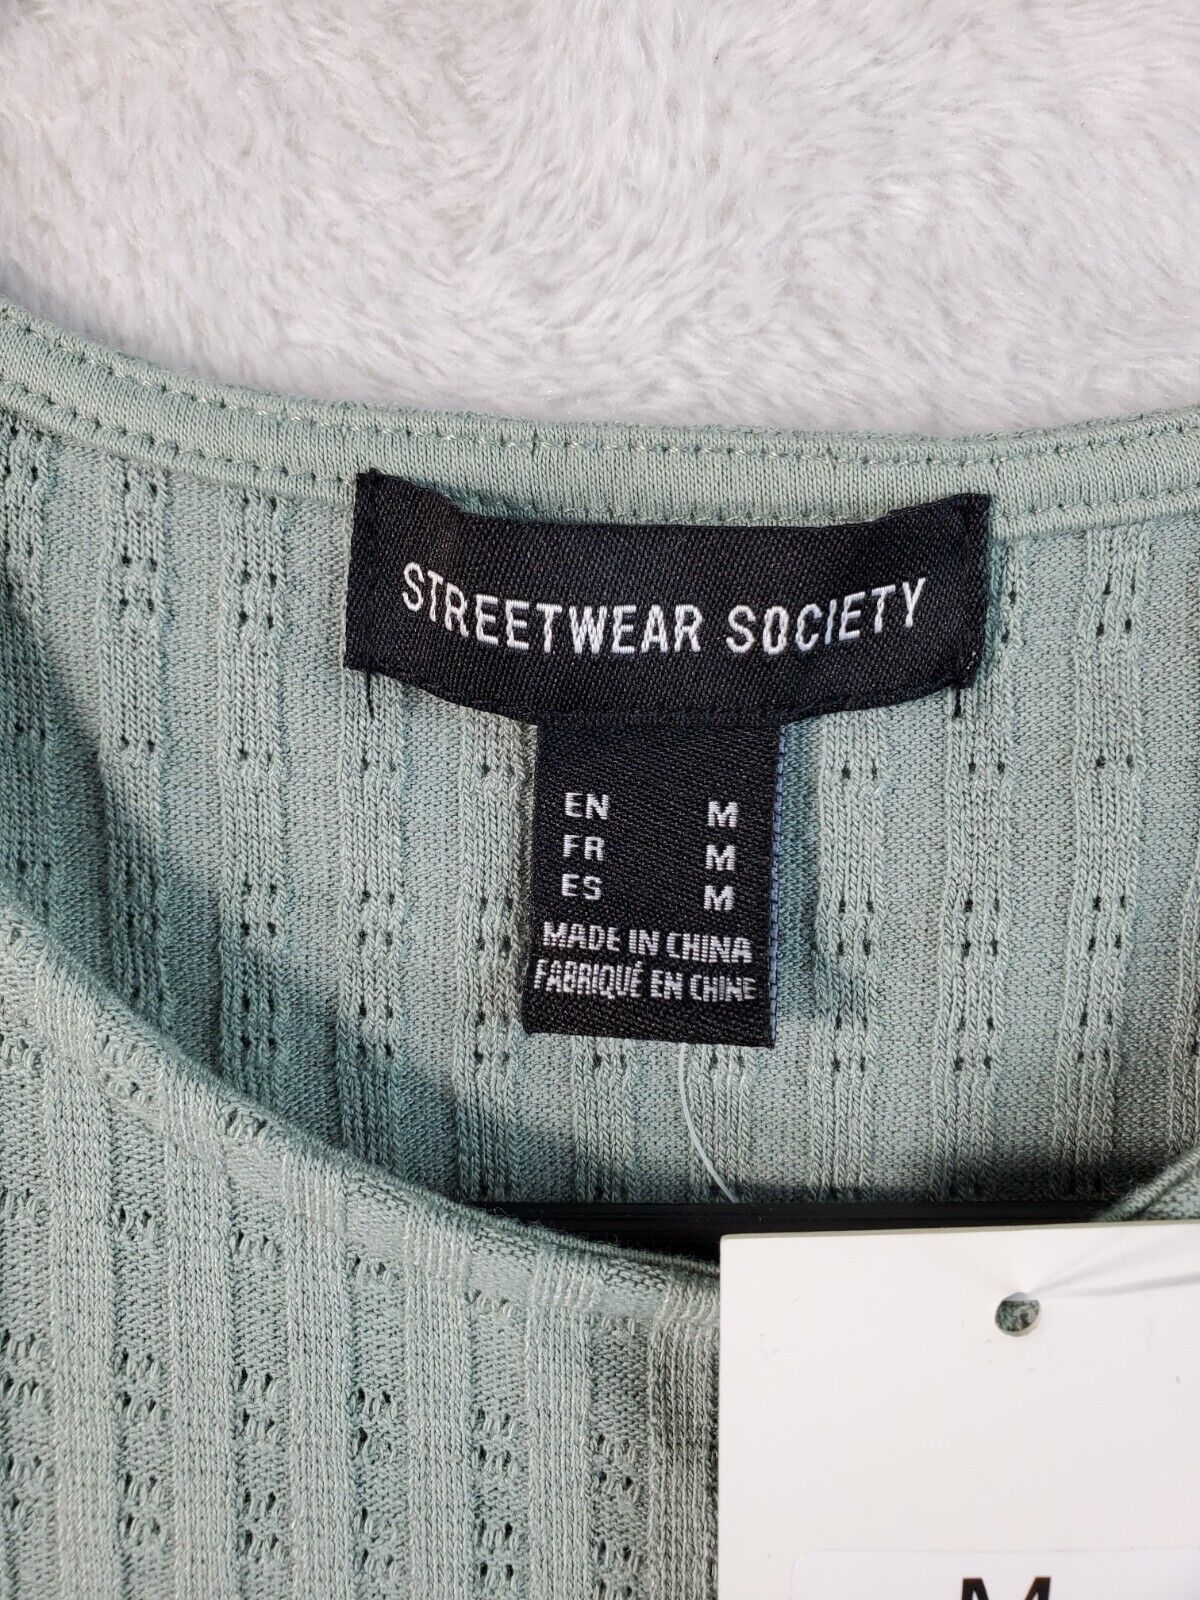 STREETWEAR SOCIETY
EN M
FR M
ES M
MADE IN CHINA
FABRIQUÉ EN CHINE
M